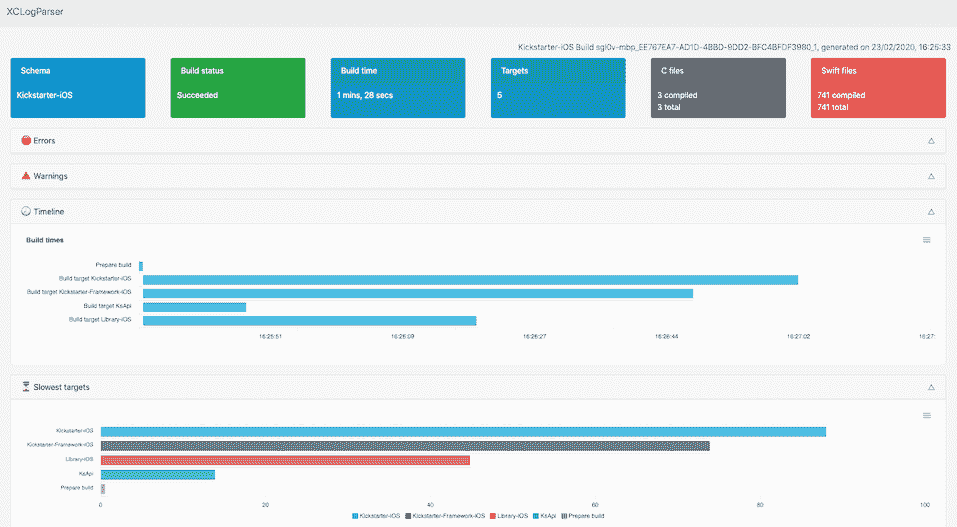 XCLogParser
Kickstarter-iOS Build sgl0v-mbp_EE767EA7-AD1D-4BBD-9DD2-BFC4BFDF3980_1, generated on 23/02/2020, 16:25:33
Schema
Kickstarter-iOS
Build status
Succeeded
Build time
1 mins, 28 secs
Targets
5
C files
3 compiled
3 total
Swift files
741 compiled
741 total
Errors
Warnings
Timeline
Build times
Prepare build
Build target Kickstarter-iOS
Build target Kickstarter-Framework-iOS
Build target KsApi
Build target Library-iOS
16:25:51 16:26:09 16:26:27 16:26:44 16:27:02 16:27:
Slowest targets
Kickstarter-iOS
Kickstarter-Framework-iOS
Library-iOS
KsApi
Prepare build
0 20 40 60 80 100
Kickstarter-iOS Kickstarter-Framework-iOS Library-iOS KsApi Prepare build